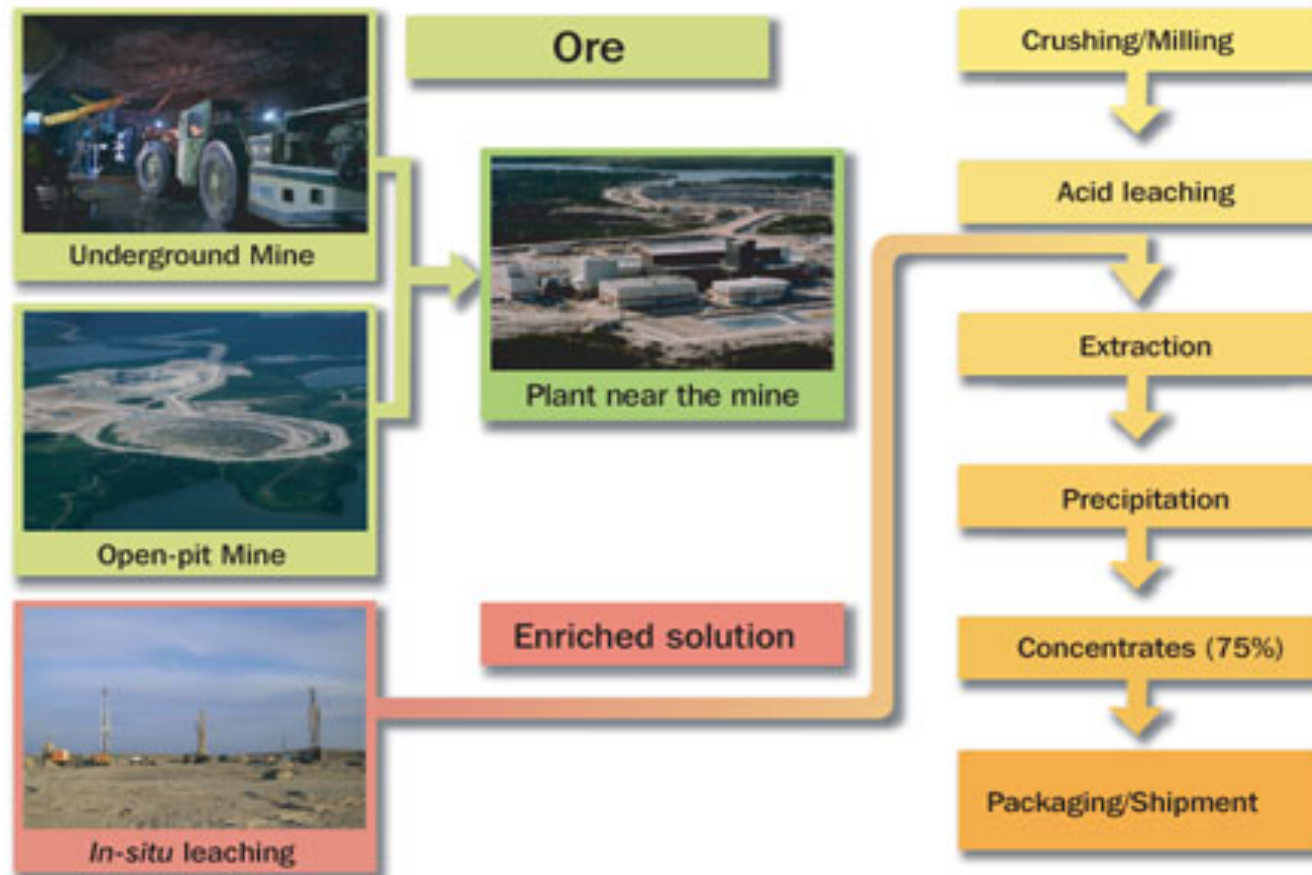 Ore
Underground Mine
Open-pit Mine
Plant near the mine
Enriched solution
In-situ leaching
Crushing/Milling
Acid leaching
Extraction
Precipitation
Concentrates (75%)
Packaging/Shipment